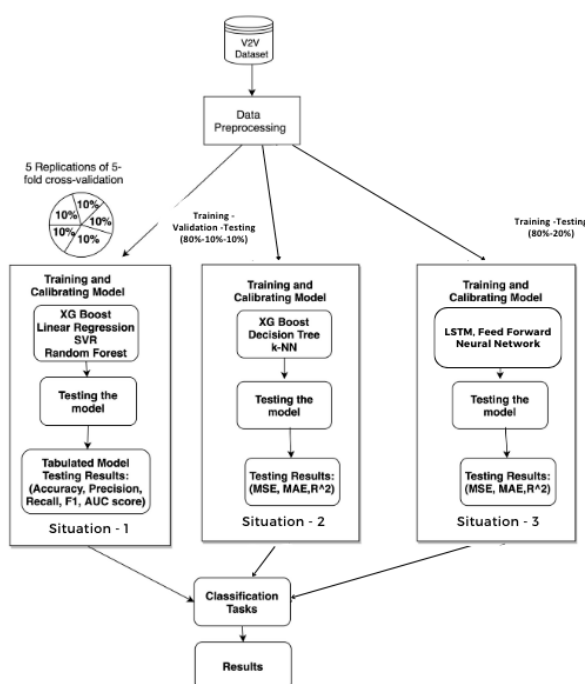 V2V
Dataset
Data
Preprocessing
5 Replications of 5-
fold cross-validation
10%
10%
10%
10%
10%
Training -
Validation -Testing
(80%-10%-10%)
Training -Testing
(80%-20%)
Training and
Calibrating Model
XG Boost
Linear Regression
SVR
Random Forest
Testing the
model
Tabulated Model
Testing Results:
(Accuracy, Precision,
Recall, F1, AUC score)
Situation - 1
Training and
Calibrating Model
XG Boost
Decision Tree
k-NN
Testing the
model
Testing Results:
(MSE, MAE,R^2)
Situation - 2
Training and
Calibrating Model
LSTM, Feed Forward
Neural Network
Testing the
model
Testing Results:
(MSE, MAE,R^2)
Situation - 3
Classification
Tasks
Results